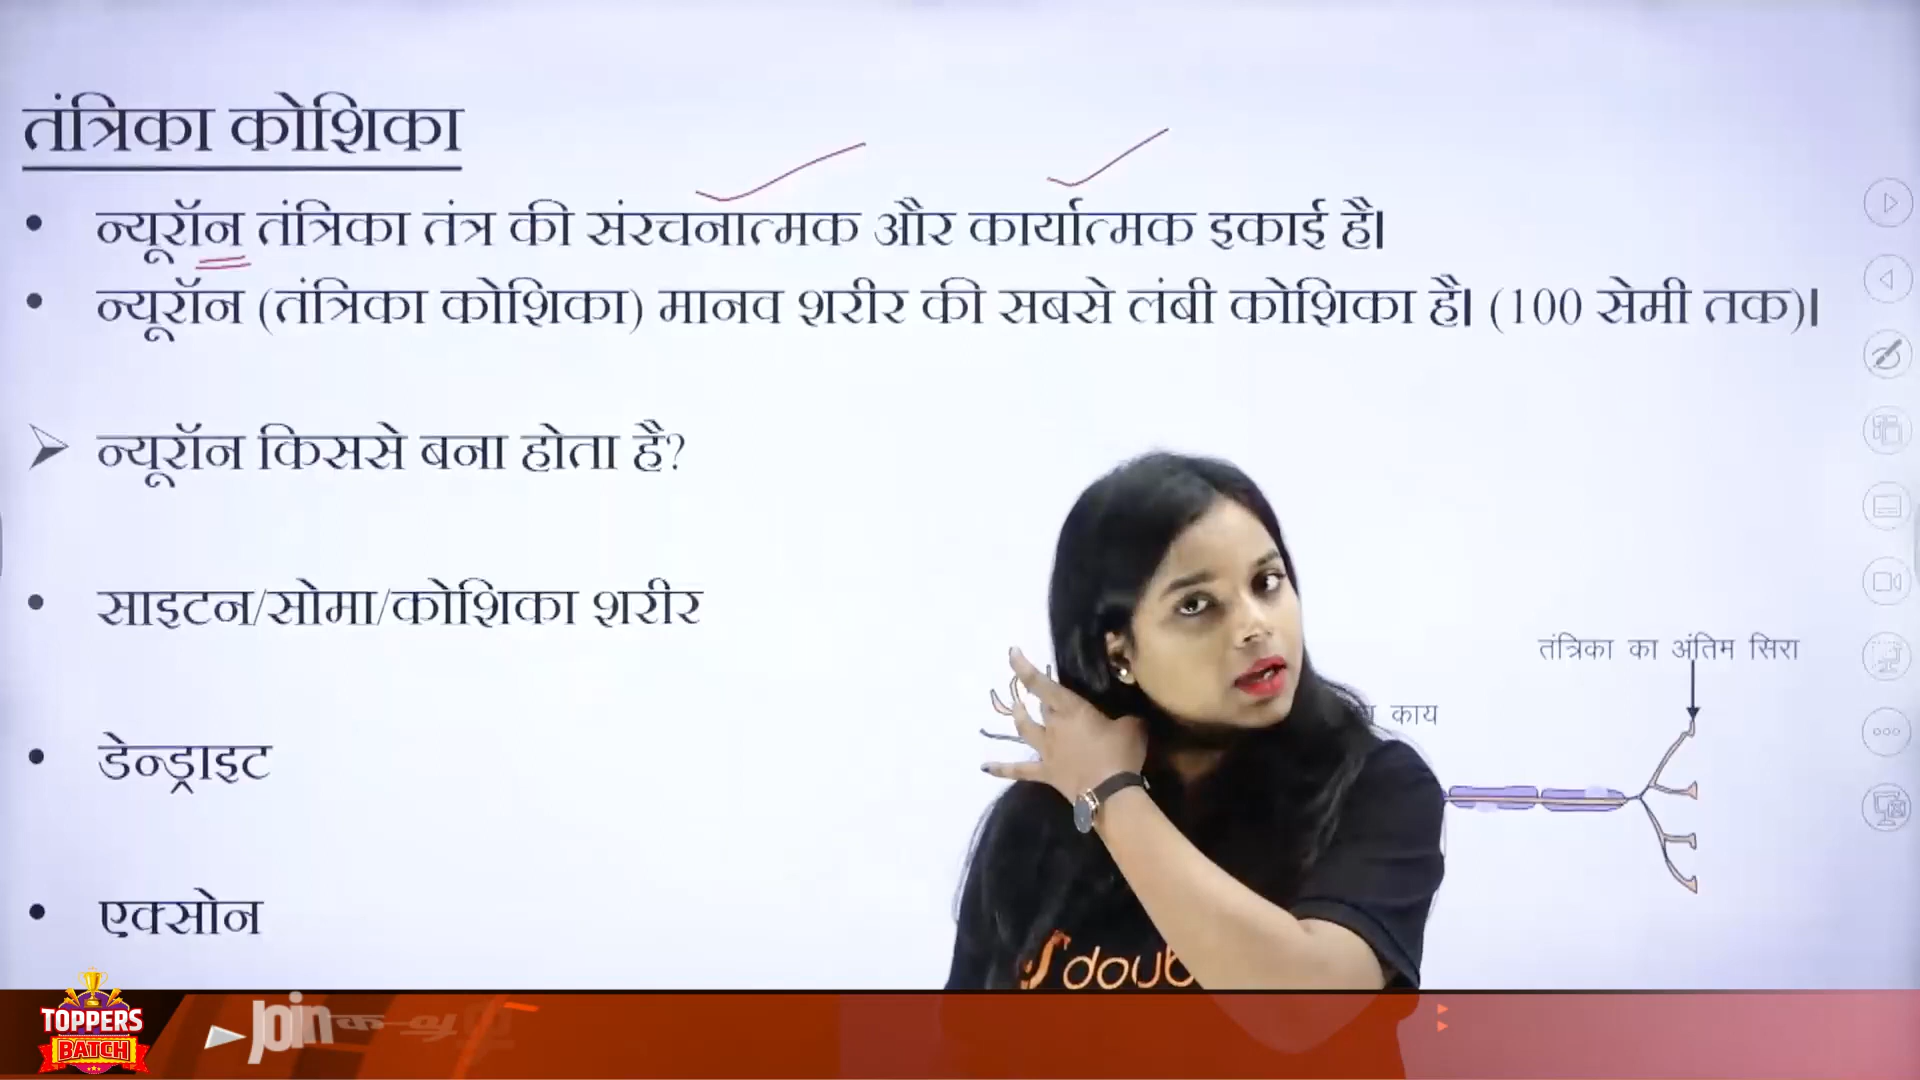 तंत्रिका कोशिका
• न्यूरॉन तंत्रिका तंत्र की संरचनात्मक और कार्यात्मक इकाई है।
• न्यूरॉन (तंत्रिका कोशिका) मानव शरीर की सबसे लंबी कोशिका है। (100 सेमी तक)।
➢ न्यूरॉन किससे बना होता है?
• साइटन/सोमा/कोशिका शरीर
तंत्रिका का अंतिम सिरा
काय
• डेन्ड्राइट
• एक्सोन
doub
TOPPERS
BATCH
Join